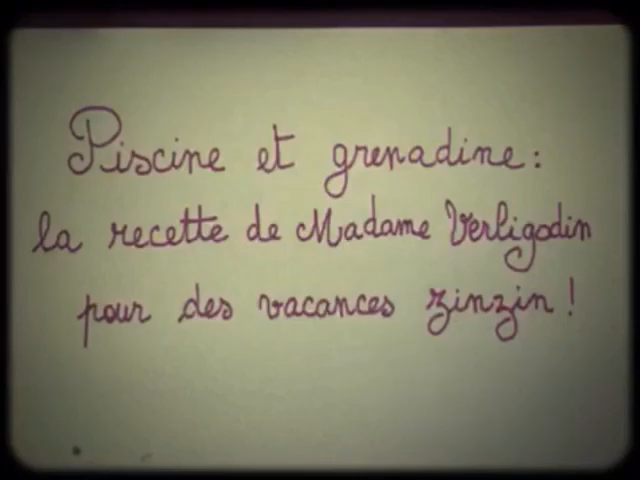 Piscine et grenadine :
la recette de Madame Verligodin
pour des vacances zinzin !